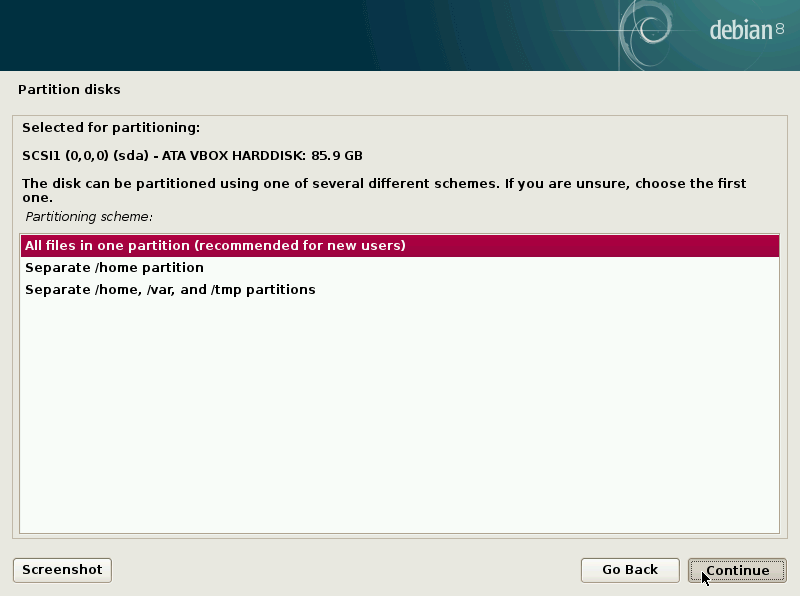 debian 8
Partition disks
Selected for partitioning:
SCSI1 (0,0,0) (sda) - ATA VBOX HARDDISK: 85.9 GB
The disk can be partitioned using one of several different schemes. If you are unsure, choose the first
one.
Partitioning scheme:
All files in one partition (recommended for new users)
Separate /home partition
Separate /home, /var, and /tmp partitions
Screenshot
Go Back
Continue